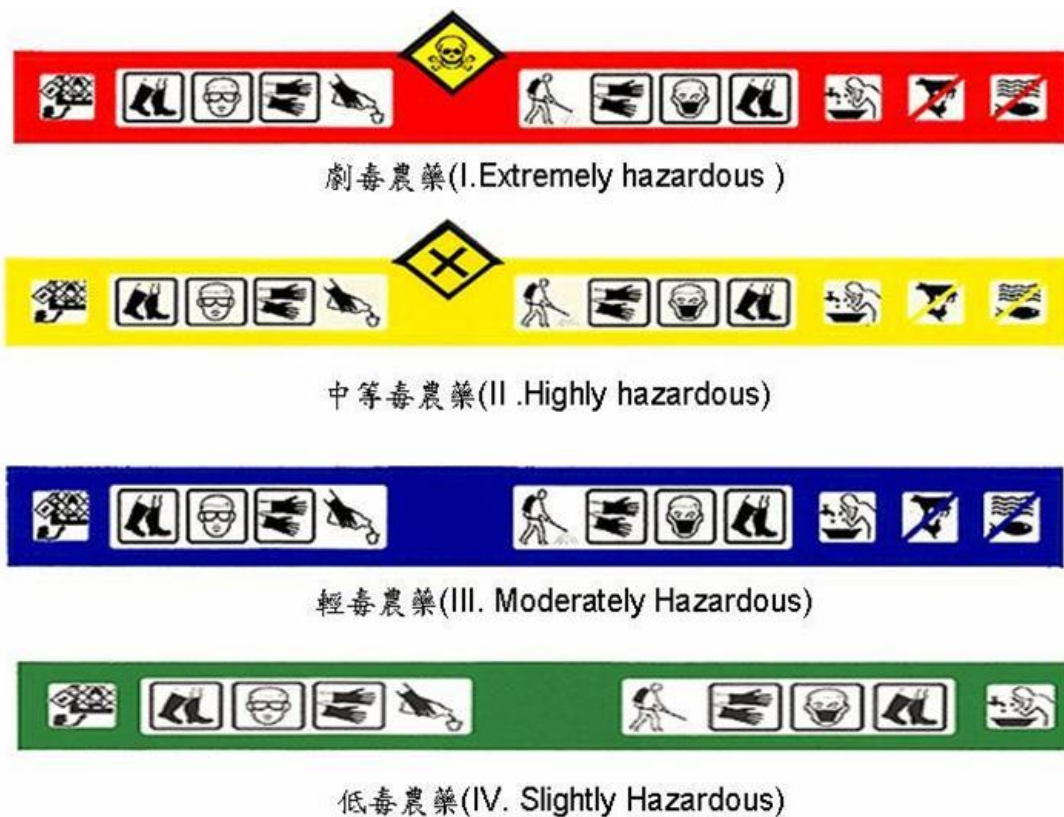 劇毒農藥(I.Extremely hazardous )
中等毒農藥(II .Highly hazardous)
輕毒農藥(III. Moderately Hazardous)
低毒農藥(IV. Slightly Hazardous)